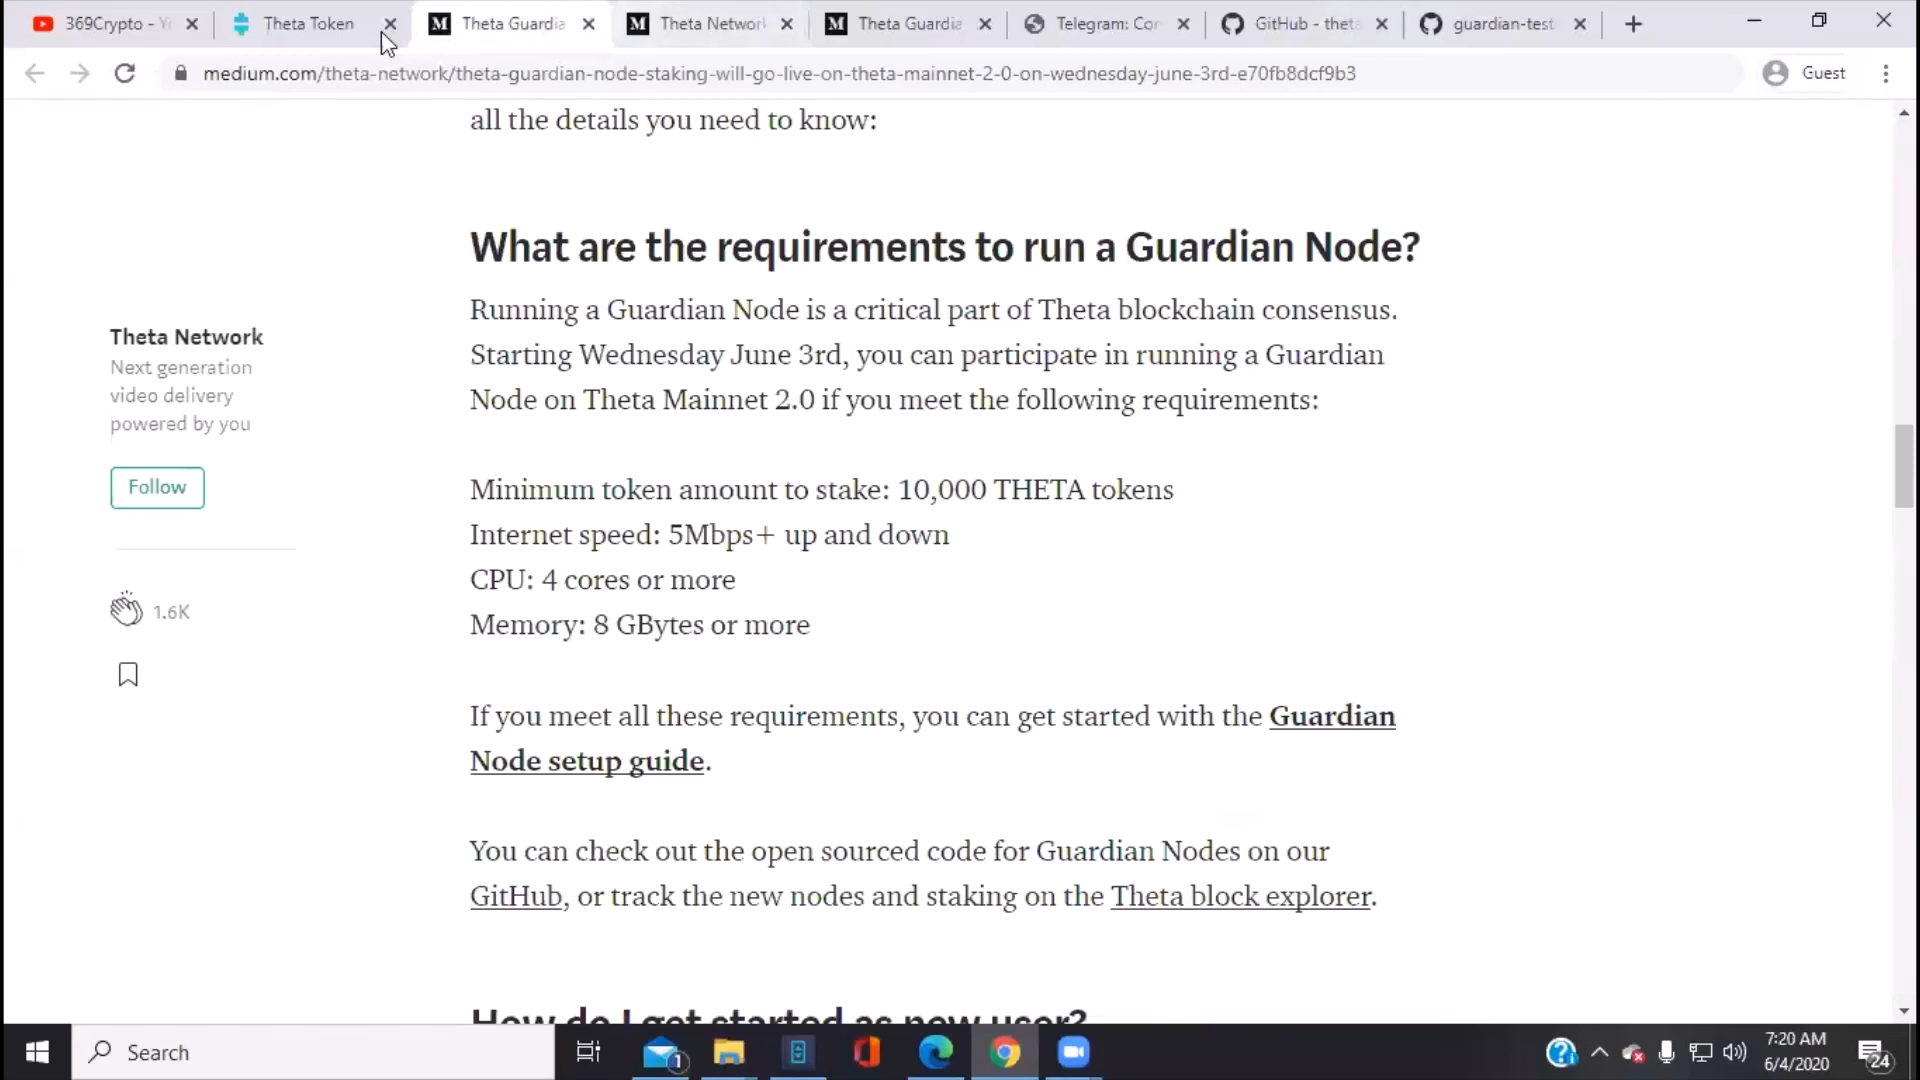 369Crypto - Y
Theta Token
Theta Guardia
Theta Network
Theta Guardia
Telegram: Con
GitHub - theta
guardian-test
medium.com/theta-network/theta-guardian-node-staking-will-go-live-on-theta-mainnet-2-0-on-wednesday-june-3rd-e70fb8dcf9b3
Guest
all the details you need to know:
What are the requirements to run a Guardian Node?
Running a Guardian Node is a critical part of Theta blockchain consensus.
Starting Wednesday June 3rd, you can participate in running a Guardian
Node on Theta Mainnet 2.0 if you meet the following requirements:
Theta Network
Next generation
video delivery
powered by you
Follow
1.6K
Minimum token amount to stake: 10,000 THETA tokens
Internet speed: 5Mbps+ up and down
CPU: 4 cores or more
Memory: 8 GBytes or more
If you meet all these requirements, you can get started with the Guardian
Node setup guide.
You can check out the open sourced code for Guardian Nodes on our
GitHub, or track the new nodes and staking on the Theta block explorer.
How do I get started as new user?
Search
1
7:20 AM
6/4/2020
24